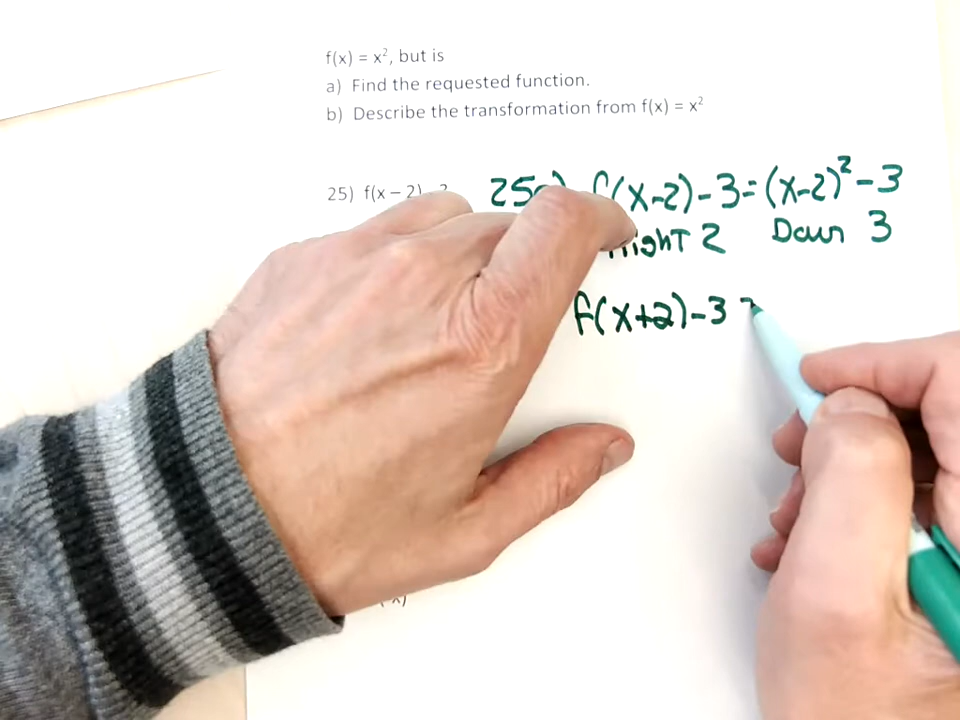 f(x) = x², but is
a) Find the requested function.
b) Describe the transformation from f(x) = x²
25) f(x – 2)
f(x-2)-3=(x-2)²-3
Right 2 Down 3
f(x+2)-3